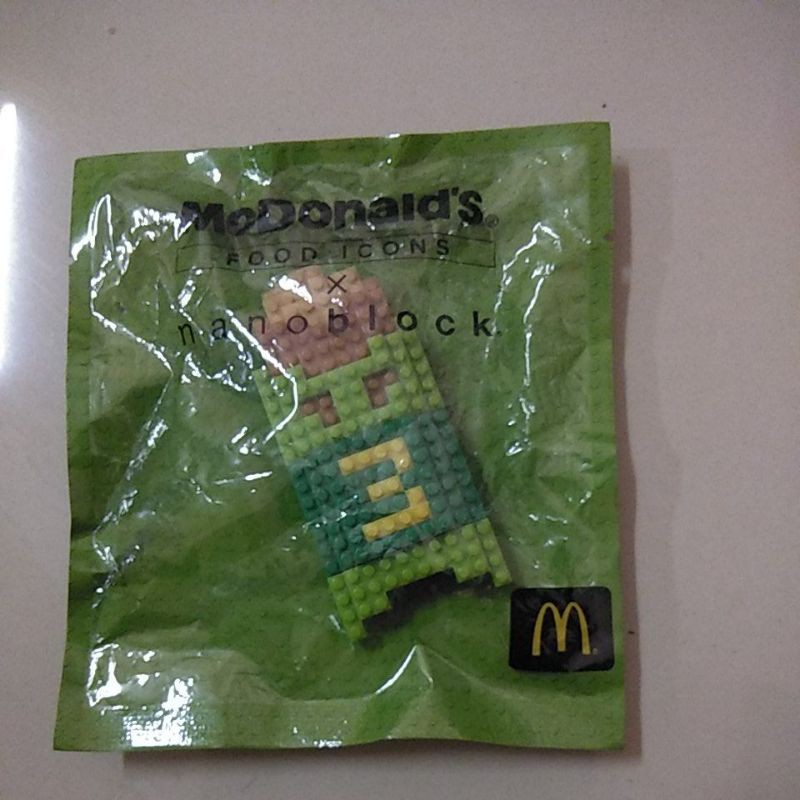 McDonald's®
FOOD ICONS
×
nanoblock
M